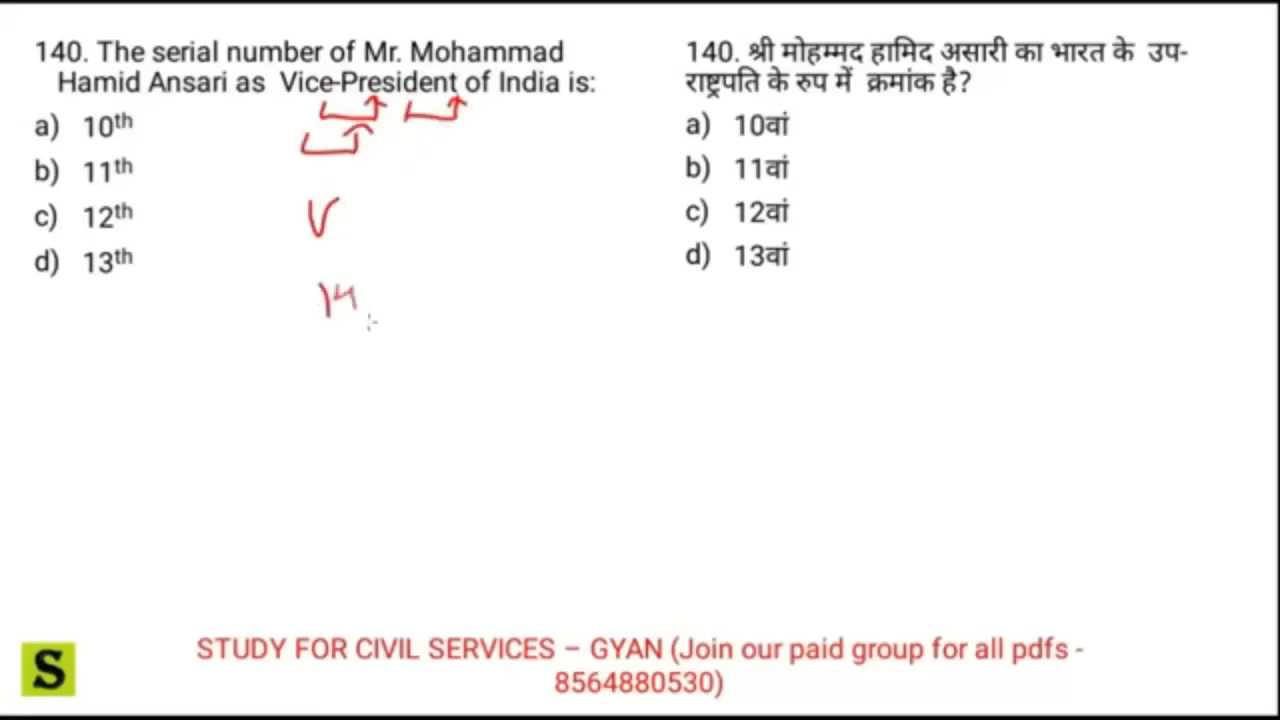 140. The serial number of Mr. Mohammad
Hamid Ansari as Vice-President of India is:
a) 10th
b) 11th
c) 12th
d) 13th
V
14
140. श्री मोहम्मद हामिद असारी का भारत के उप-
राष्ट्रपति के रुप में क्रमांक है?
a) 10वां
b) 11वां
c) 12वां
d) 13वां
S
STUDY FOR CIVIL SERVICES – GYAN (Join our paid group for all pdfs -
8564880530)